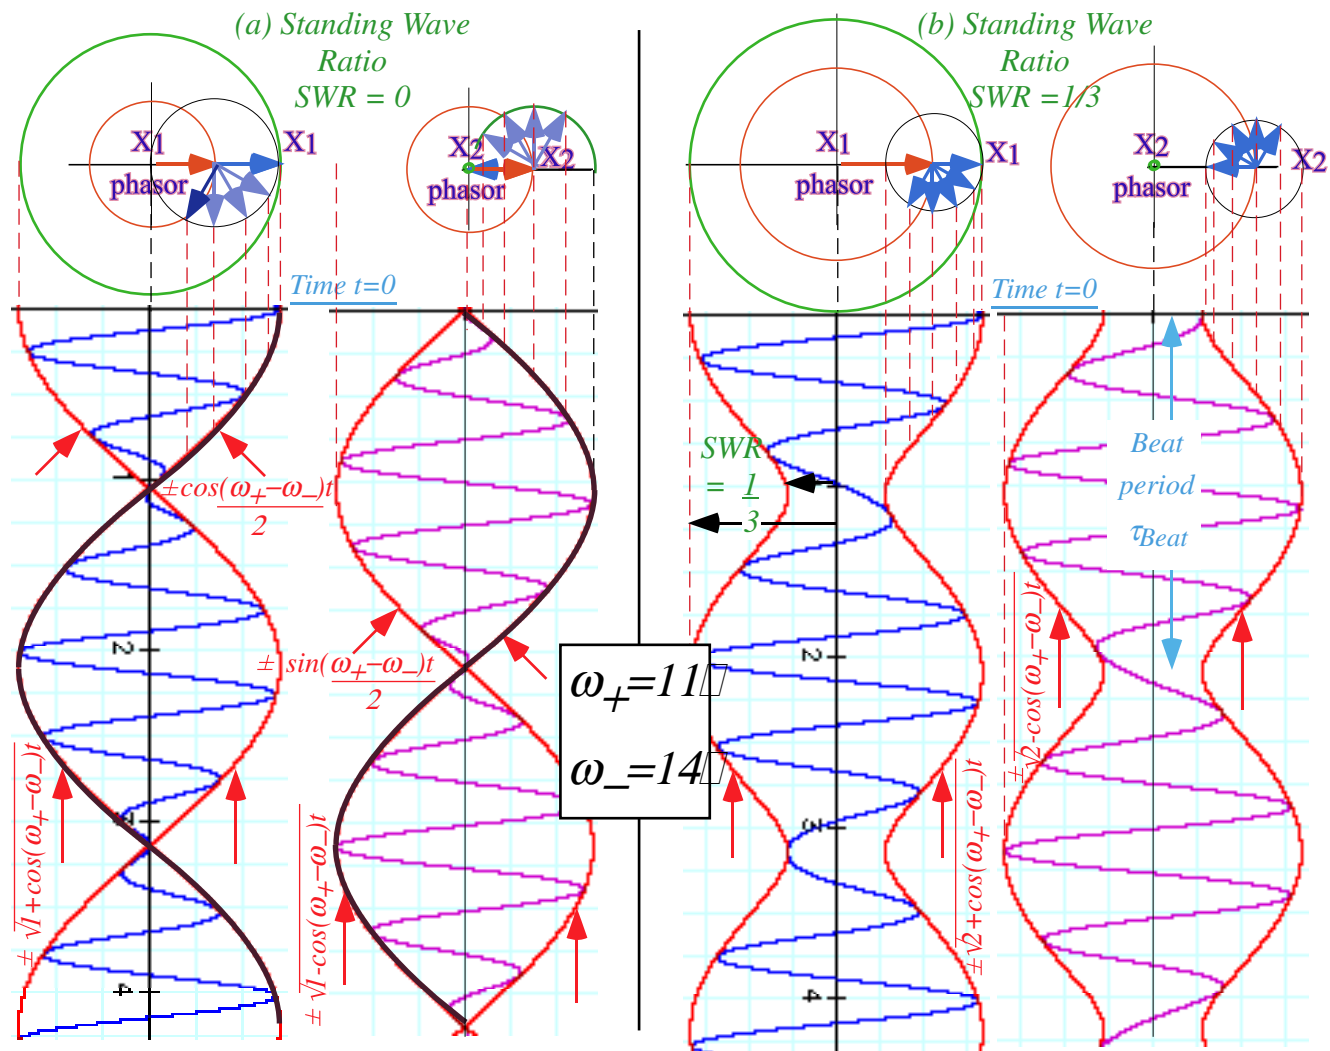 (a) Standing Wave
Ratio
SWR = 0
X1
X1
phasor
X2
X2
phasor
Time t=0
1
2
3
4
±cos(ω+−ω−)t
2
± sin(ω+−ω−)t
2
± √1+cos(ω+−ω−)t
± √1-cos(ω+−ω−)t
ω+=11
ω−=14
(b) Standing Wave
Ratio
SWR =1/3
X1
X1
phasor
X2
X2
phasor
Time t=0
SWR
= 1
3
2
3
4
Beat
period
τBeat
± √2-cos(ω+−ω−)t
±√2+cos(ω+−ω−)t